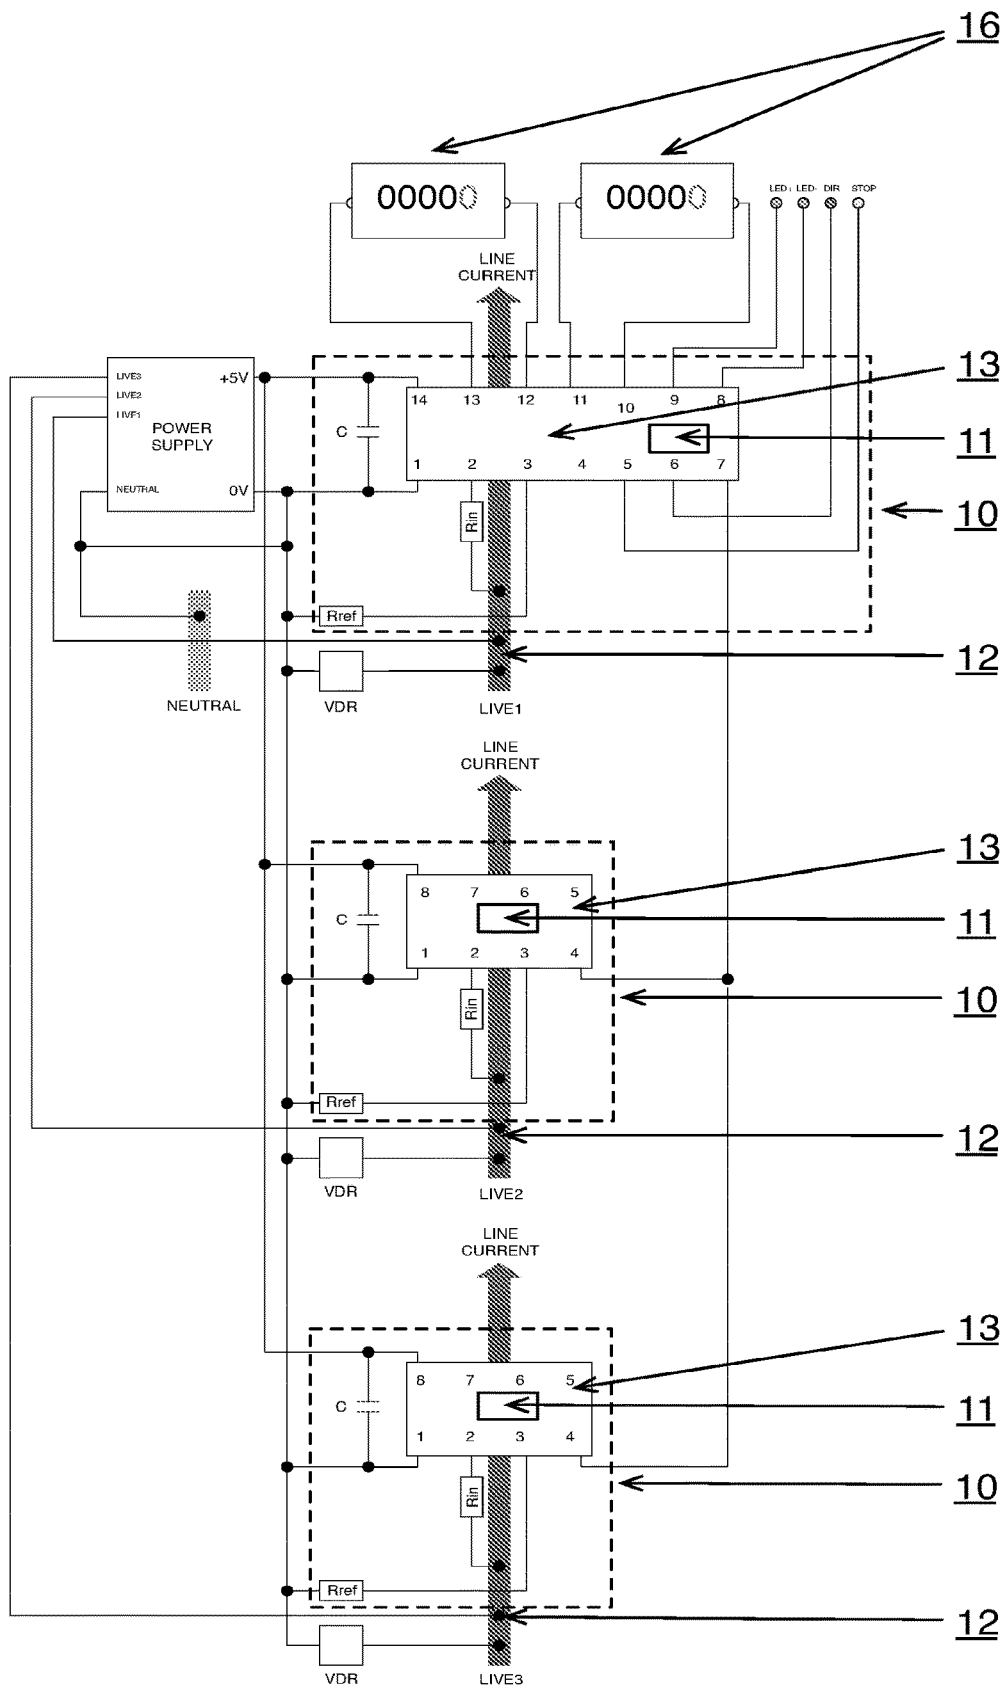 16
00000
00000
LED+ LED- DIR STOP
LINE
CURRENT
LIVE3 +5V
LIVE2
LIVE1
POWER
SUPPLY
NEUTRAL 0V
C
14 13 12 11 10 9 8
1 2 3 4 5 6 7
13
11
10
Rin
Rref
12
NEUTRAL
VDR
LIVE1
LINE
CURRENT
13
8 7 6 5
C
11
1 2 3 4
10
Rin
Rref
12
VDR
LIVE2
LINE
CURRENT
13
8 7 6 5
C
11
1 2 3 4
10
Rin
Rref
12
VDR
LIVE3